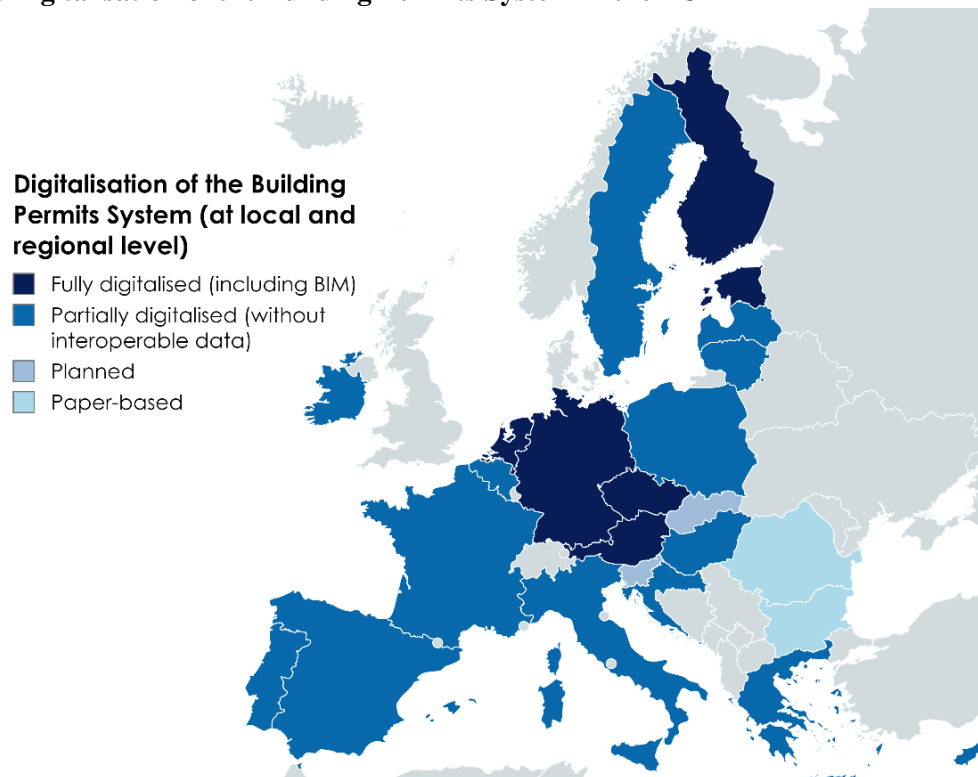 Digitalisation of the Building
Permits System (at local and
regional level)
Fully digitalised (including BIM)
Partially digitalised (without
interoperable data)
Planned
Paper-based